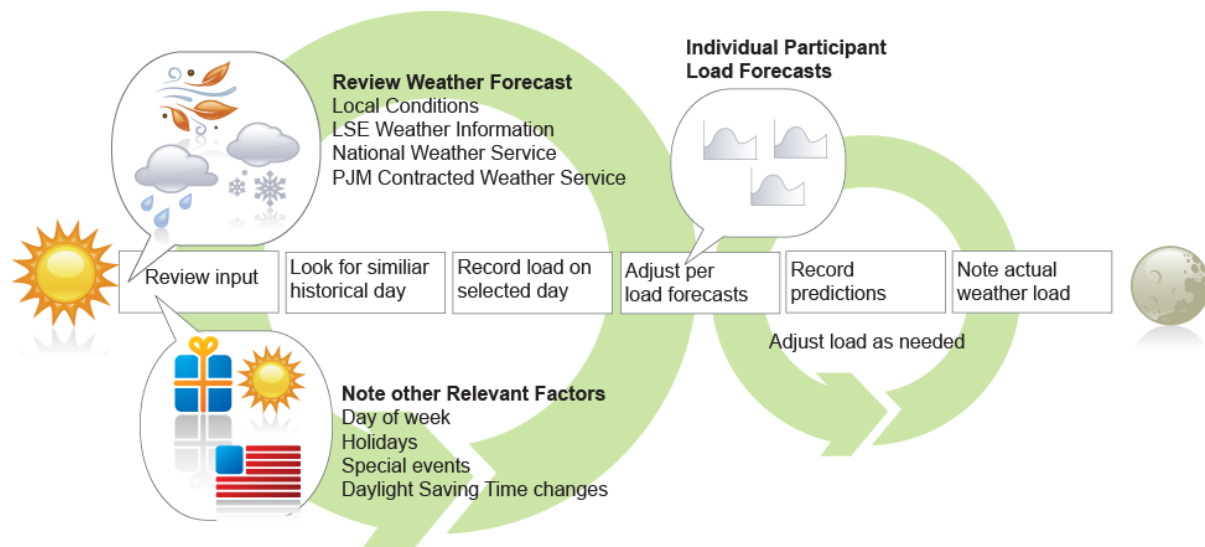 Review Weather Forecast
Local Conditions
LSE Weather Information
National Weather Service
PJM Contracted Weather Service
Individual Participant
Load Forecasts
Review input
Look for similiar
historical day
Record load on
selected day
Adjust per
load forecasts
Record
predictions
Note actual
weather load
Adjust load as needed
Note other Relevant Factors
Day of week
Holidays
Special events
Daylight Saving Time changes